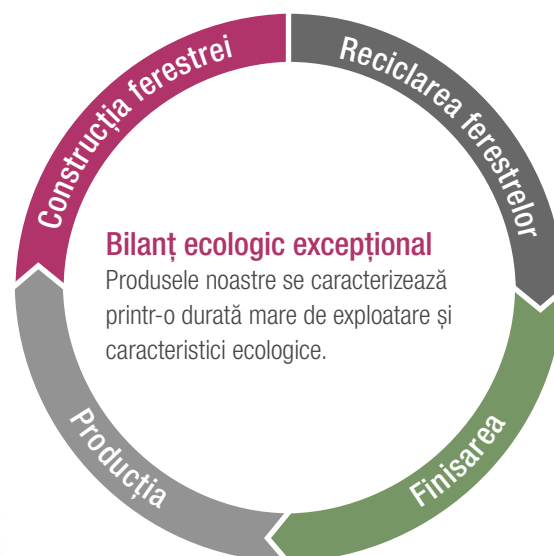 Construcția ferestrei
Reciclarea ferestrelor
Bilanț ecologic excepțional
Produsele noastre se caracterizează
printr-o durată mare de exploatare și
caracteristici ecologice.
Producția
Finisarea